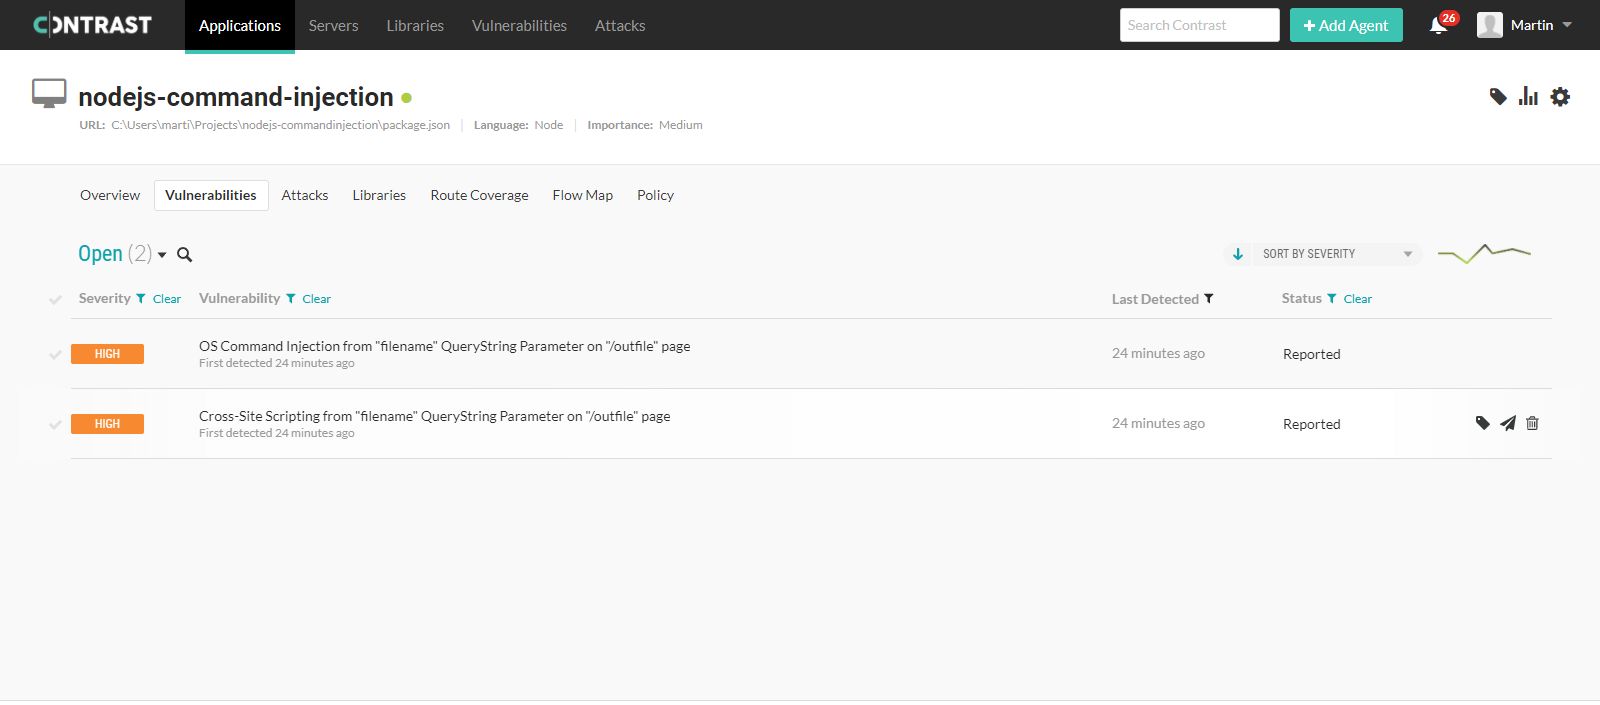 CONTRAST Applications Servers Libraries Vulnerabilities Attacks Search Contrast + Add Agent 26 Martin
nodejs-command-injection
URL: C:\Users\marti\Projects\nodejs-commandinjection\package.json Language: Node Importance: Medium
Overview Vulnerabilities Attacks Libraries Route Coverage Flow Map Policy
Open (2) SORT BY SEVERITY
Severity Clear Vulnerability Clear Last Detected Status Clear
HIGH OS Command Injection from "filename" QueryString Parameter on "/outfile" page 24 minutes ago Reported
First detected 24 minutes ago
HIGH Cross-Site Scripting from "filename" QueryString Parameter on "/outfile" page 24 minutes ago Reported
First detected 24 minutes ago